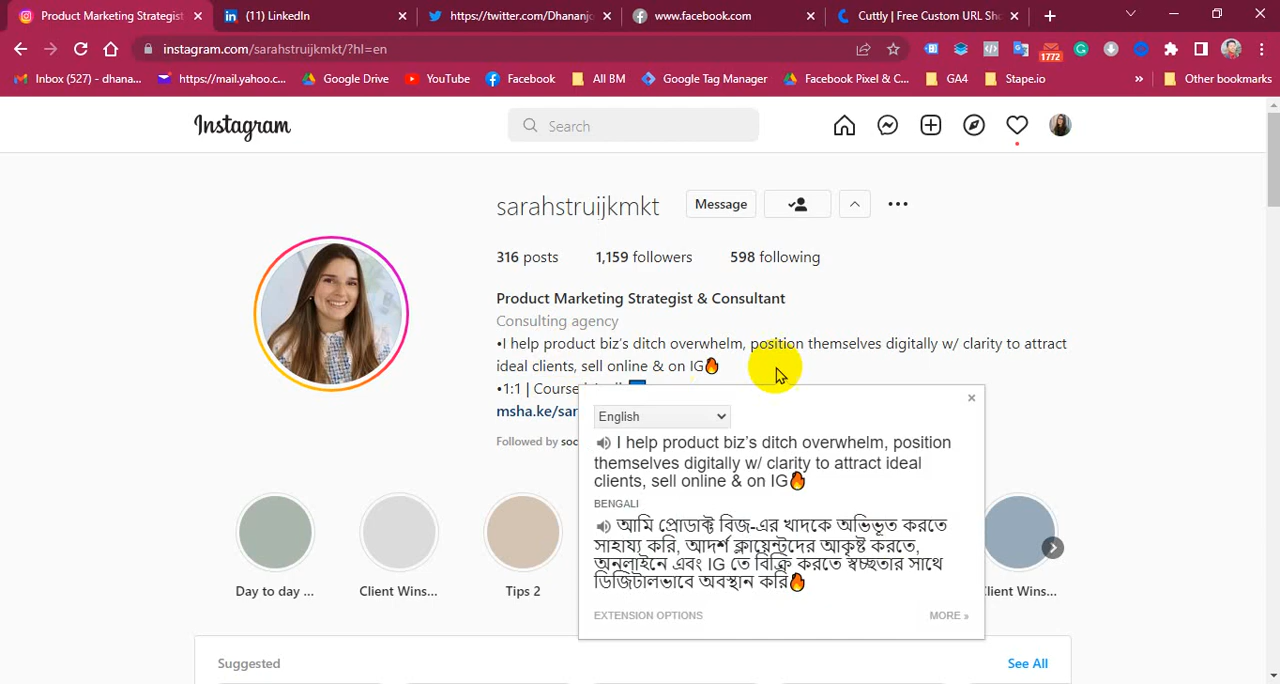 Product Marketing Strategist
(11) LinkedIn
https://twitter.com/Dhananj
www.facebook.com
Cuttly | Free Custom URL Sho
instagram.com/sarahstruijkmkt/?hl=en
1772
Inbox (527) - dhana...
https://mail.yahoo.c...
Google Drive
YouTube
Facebook
All BM
Google Tag Manager
Facebook Pixel & C...
GA4
Stape.io
»
Other bookmarks
Instagram
Search
sarahstruijkmkt
Message
316 posts 1,159 followers 598 following
Product Marketing Strategist & Consultant
Consulting agency
•I help product biz's ditch overwhelm, position themselves digitally w/ clarity to attract
ideal clients, sell online & on IG🔥
•1:1 | Course
msha.ke/sar
Followed by soc
English
I help product biz's ditch overwhelm, position
themselves digitally w/ clarity to attract ideal
clients, sell online & on IG🔥
BENGALI
আমি প্রোডাক্ট বিজ-এর খাদকে অভিভূত করতে
সাহায্য করি, আদর্শ ক্লায়েন্টদের আকৃষ্ট করতে,
অনলাইনে এবং IG তে বিক্রি করতে স্বচ্ছতার সাথে
ডিজিটালভাবে অবস্থান করি🔥
EXTENSION OPTIONS
MORE »
Day to day ...
Client Wins...
Tips 2
Client Wins...
Suggested
See All